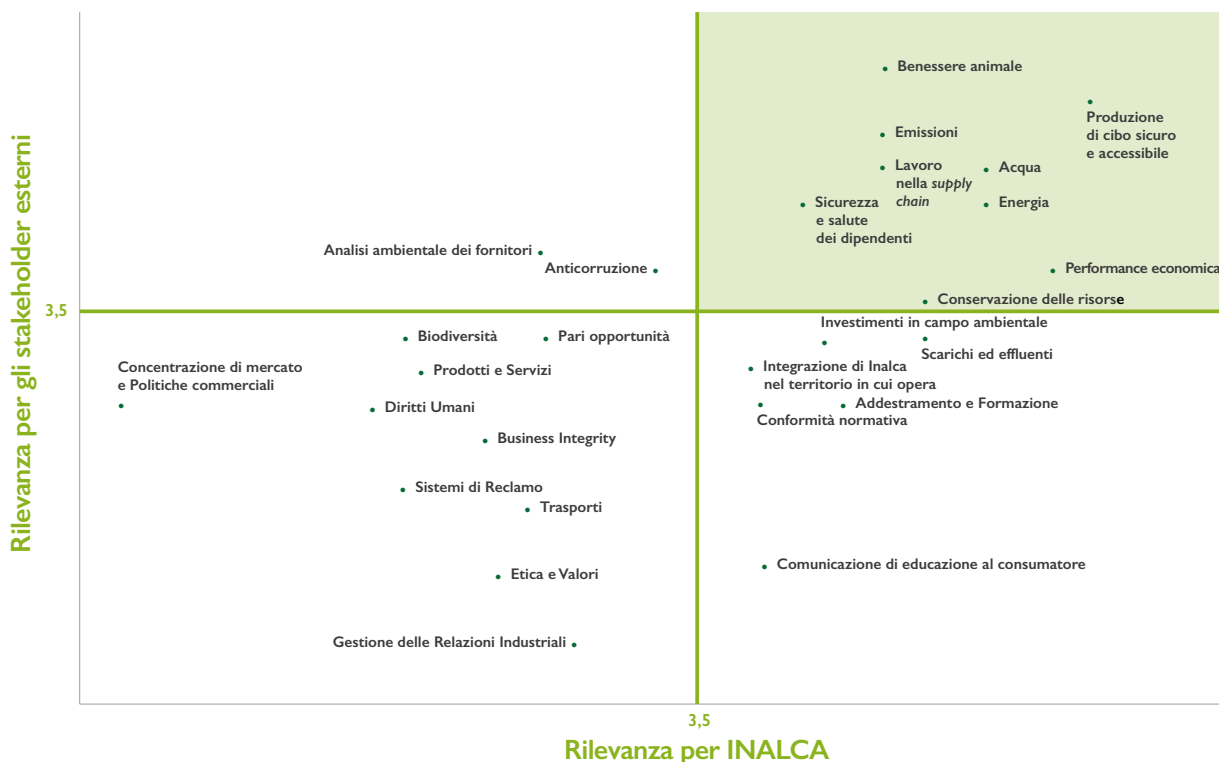 Rilevanza per gli stakeholder esterni
Benessere animale
Produzione
di cibo sicuro
e accessibile
Emissioni
Lavoro
nella supply
chain
Acqua
Sicurezza
e salute
dei dipendenti
Energia
Analisi ambientale dei fornitori
Anticorruzione
Performance economica
Conservazione delle risorse
3,5
Investimenti in campo ambientale
Biodiversità
Pari opportunità
Scarichi ed effluenti
Concentrazione di mercato
e Politiche commerciali
Prodotti e Servizi
Integrazione di Inalca
nel territorio in cui opera
Diritti Umani
Addestramento e Formazione
Conformità normativa
Business Integrity
Sistemi di Reclamo
Trasporti
Comunicazione di educazione al consumatore
Etica e Valori
Gestione delle Relazioni Industriali
3,5
Rilevanza per INALCA